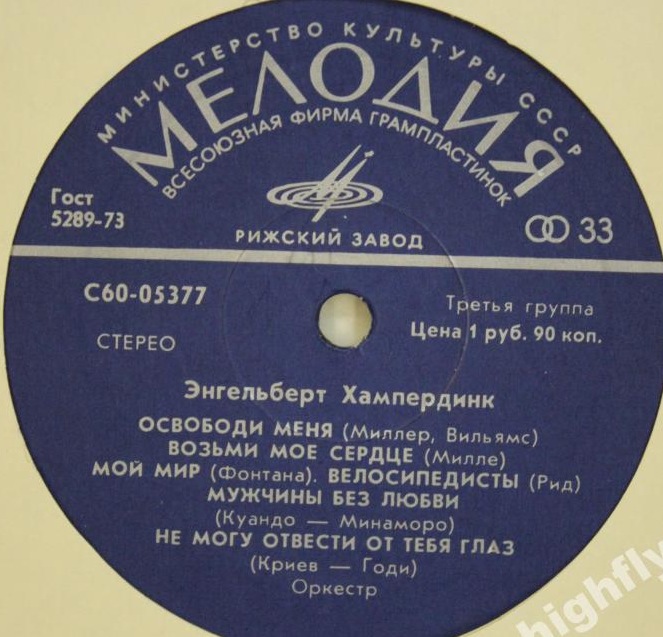 МИНИСТЕРСТВО КУЛЬТУРЫ СССР
МЕЛОДИЯ
ВСЕСОЮЗНАЯ ФИРМА ГРАМПЛАСТИНОК
Гост
5289-73
РИЖСКИЙ ЗАВОД
33
С60-05377
СТЕРЕО
Третья группа
Цена 1 руб. 90 коп.
Энгельберт Хампердинк
ОСВОБОДИ МЕНЯ (Миллер, Вильямс)
ВОЗЬМИ МОЕ СЕРДЦЕ (Милле)
МОЙ МИР (Фонтана). ВЕЛОСИПЕДИСТЫ (Рид)
МУЖЧИНЫ БЕЗ ЛЮБВИ
(Куандо — Минаморо)
НЕ МОГУ ОТВЕСТИ ОТ ТЕБЯ ГЛАЗ
(Криев — Годи)
Оркестр
highfly